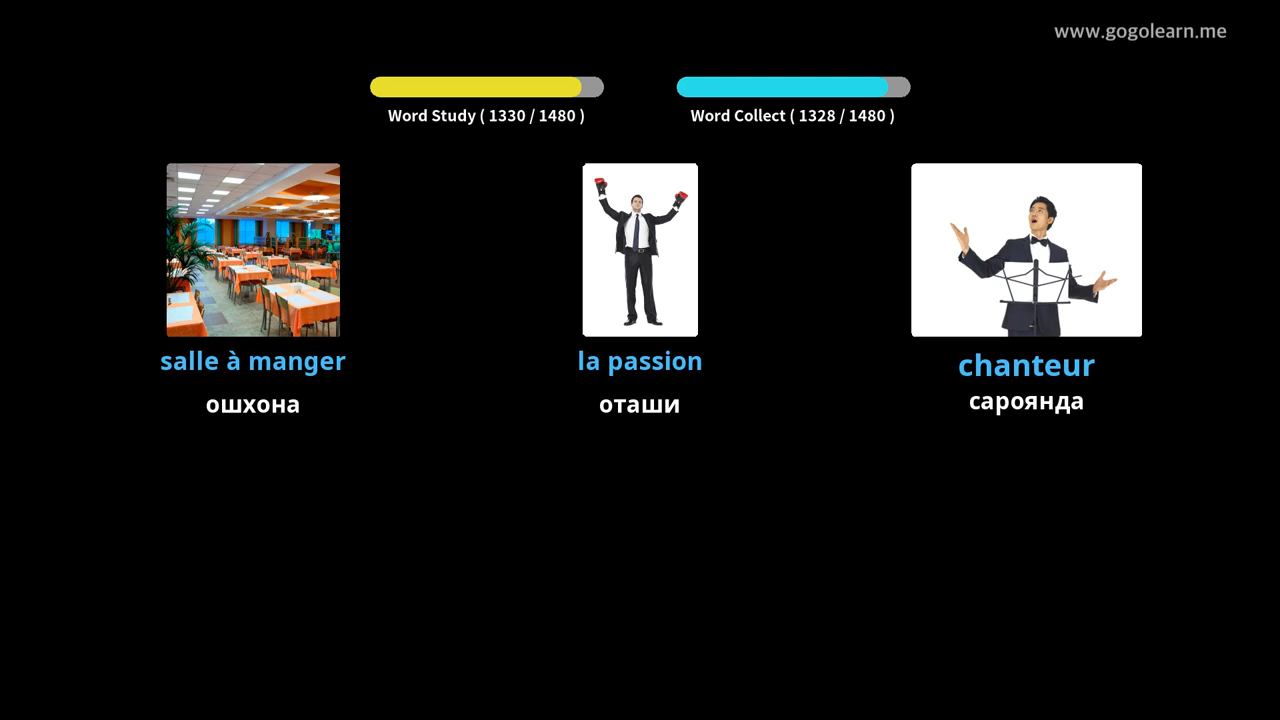 www.gogolearn.me
Word Study ( 1330 / 1480 )
Word Collect ( 1328 / 1480 )
salle à manger
ошхона
la passion
оташи
chanteur
сароянда